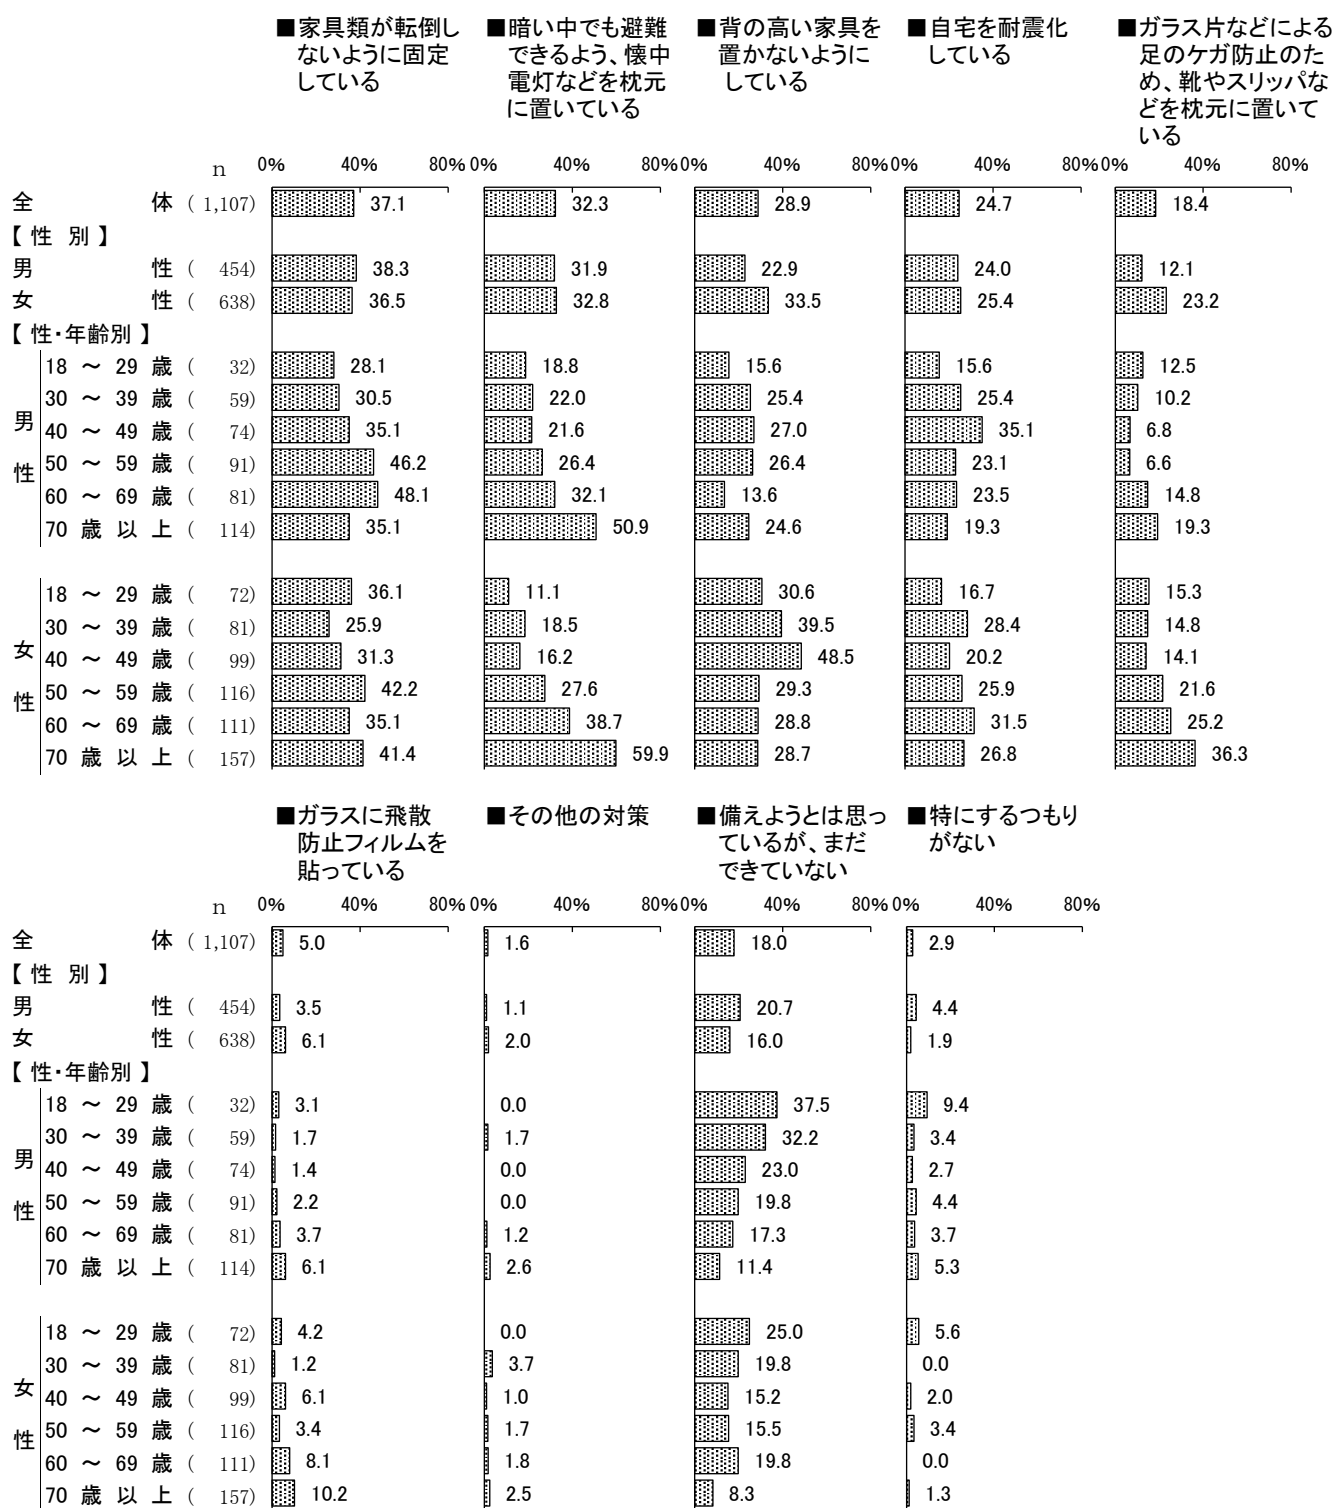 ■家具類が転倒し ■暗い中でも避難 ■背の高い家具を ■自宅を耐震化 ■ガラス片などによる
ないように固定 できるよう、懐中 置かないように している 足のケガ防止のた
している 電灯などを枕元 している め、靴やスリッパな
に置いている どを枕元に置いて
いる
n 0% 40% 80% 0% 40% 80% 0% 40% 80% 0% 40% 80% 0% 40% 80%
全 体 ( 1,107) 37.1 32.3 28.9 24.7 18.4
【 性 別 】
男 性 ( 454) 38.3 31.9 22.9 24.0 12.1
女 性 ( 638) 36.5 32.8 33.5 25.4 23.2
【 性・年齢別 】
男性
18 ～ 29 歳 ( 32) 28.1 18.8 15.6 15.6 12.5
30 ～ 39 歳 ( 59) 30.5 22.0 25.4 25.4 10.2
40 ～ 49 歳 ( 74) 35.1 21.6 27.0 35.1 6.8
50 ～ 59 歳 ( 91) 46.2 26.4 26.4 23.1 6.6
60 ～ 69 歳 ( 81) 48.1 32.1 13.6 23.5 14.8
70 歳 以 上 ( 114) 35.1 50.9 24.6 19.3 19.3
女性
18 ～ 29 歳 ( 72) 36.1 11.1 30.6 16.7 15.3
30 ～ 39 歳 ( 81) 25.9 18.5 39.5 28.4 14.8
40 ～ 49 歳 ( 99) 31.3 16.2 48.5 20.2 14.1
50 ～ 59 歳 ( 116) 42.2 27.6 29.3 25.9 21.6
60 ～ 69 歳 ( 111) 35.1 38.7 28.8 31.5 25.2
70 歳 以 上 ( 157) 41.4 59.9 28.7 26.8 36.3
■ガラスに飛散 ■その他の対策 ■備えようとは思っ ■特にするつもり
防止フィルムを ているが、まだ がない
貼っている できていない
n 0% 40% 80% 0% 40% 80% 0% 40% 80% 0% 40% 80%
全 体 ( 1,107) 5.0 1.6 18.0 2.9
【 性 別 】
男 性 ( 454) 3.5 1.1 20.7 4.4
女 性 ( 638) 6.1 2.0 16.0 1.9
【 性・年齢別 】
男性
18 ～ 29 歳 ( 32) 3.1 0.0 37.5 9.4
30 ～ 39 歳 ( 59) 1.7 1.7 32.2 3.4
40 ～ 49 歳 ( 74) 1.4 0.0 23.0 2.7
50 ～ 59 歳 ( 91) 2.2 0.0 19.8 4.4
60 ～ 69 歳 ( 81) 3.7 1.2 17.3 3.7
70 歳 以 上 ( 114) 6.1 2.6 11.4 5.3
女性
18 ～ 29 歳 ( 72) 4.2 0.0 25.0 5.6
30 ～ 39 歳 ( 81) 1.2 3.7 19.8 0.0
40 ～ 49 歳 ( 99) 6.1 1.0 15.2 2.0
50 ～ 59 歳 ( 116) 3.4 1.7 15.5 3.4
60 ～ 69 歳 ( 111) 8.1 1.8 19.8 0.0
70 歳 以 上 ( 157) 10.2 2.5 8.3 1.3